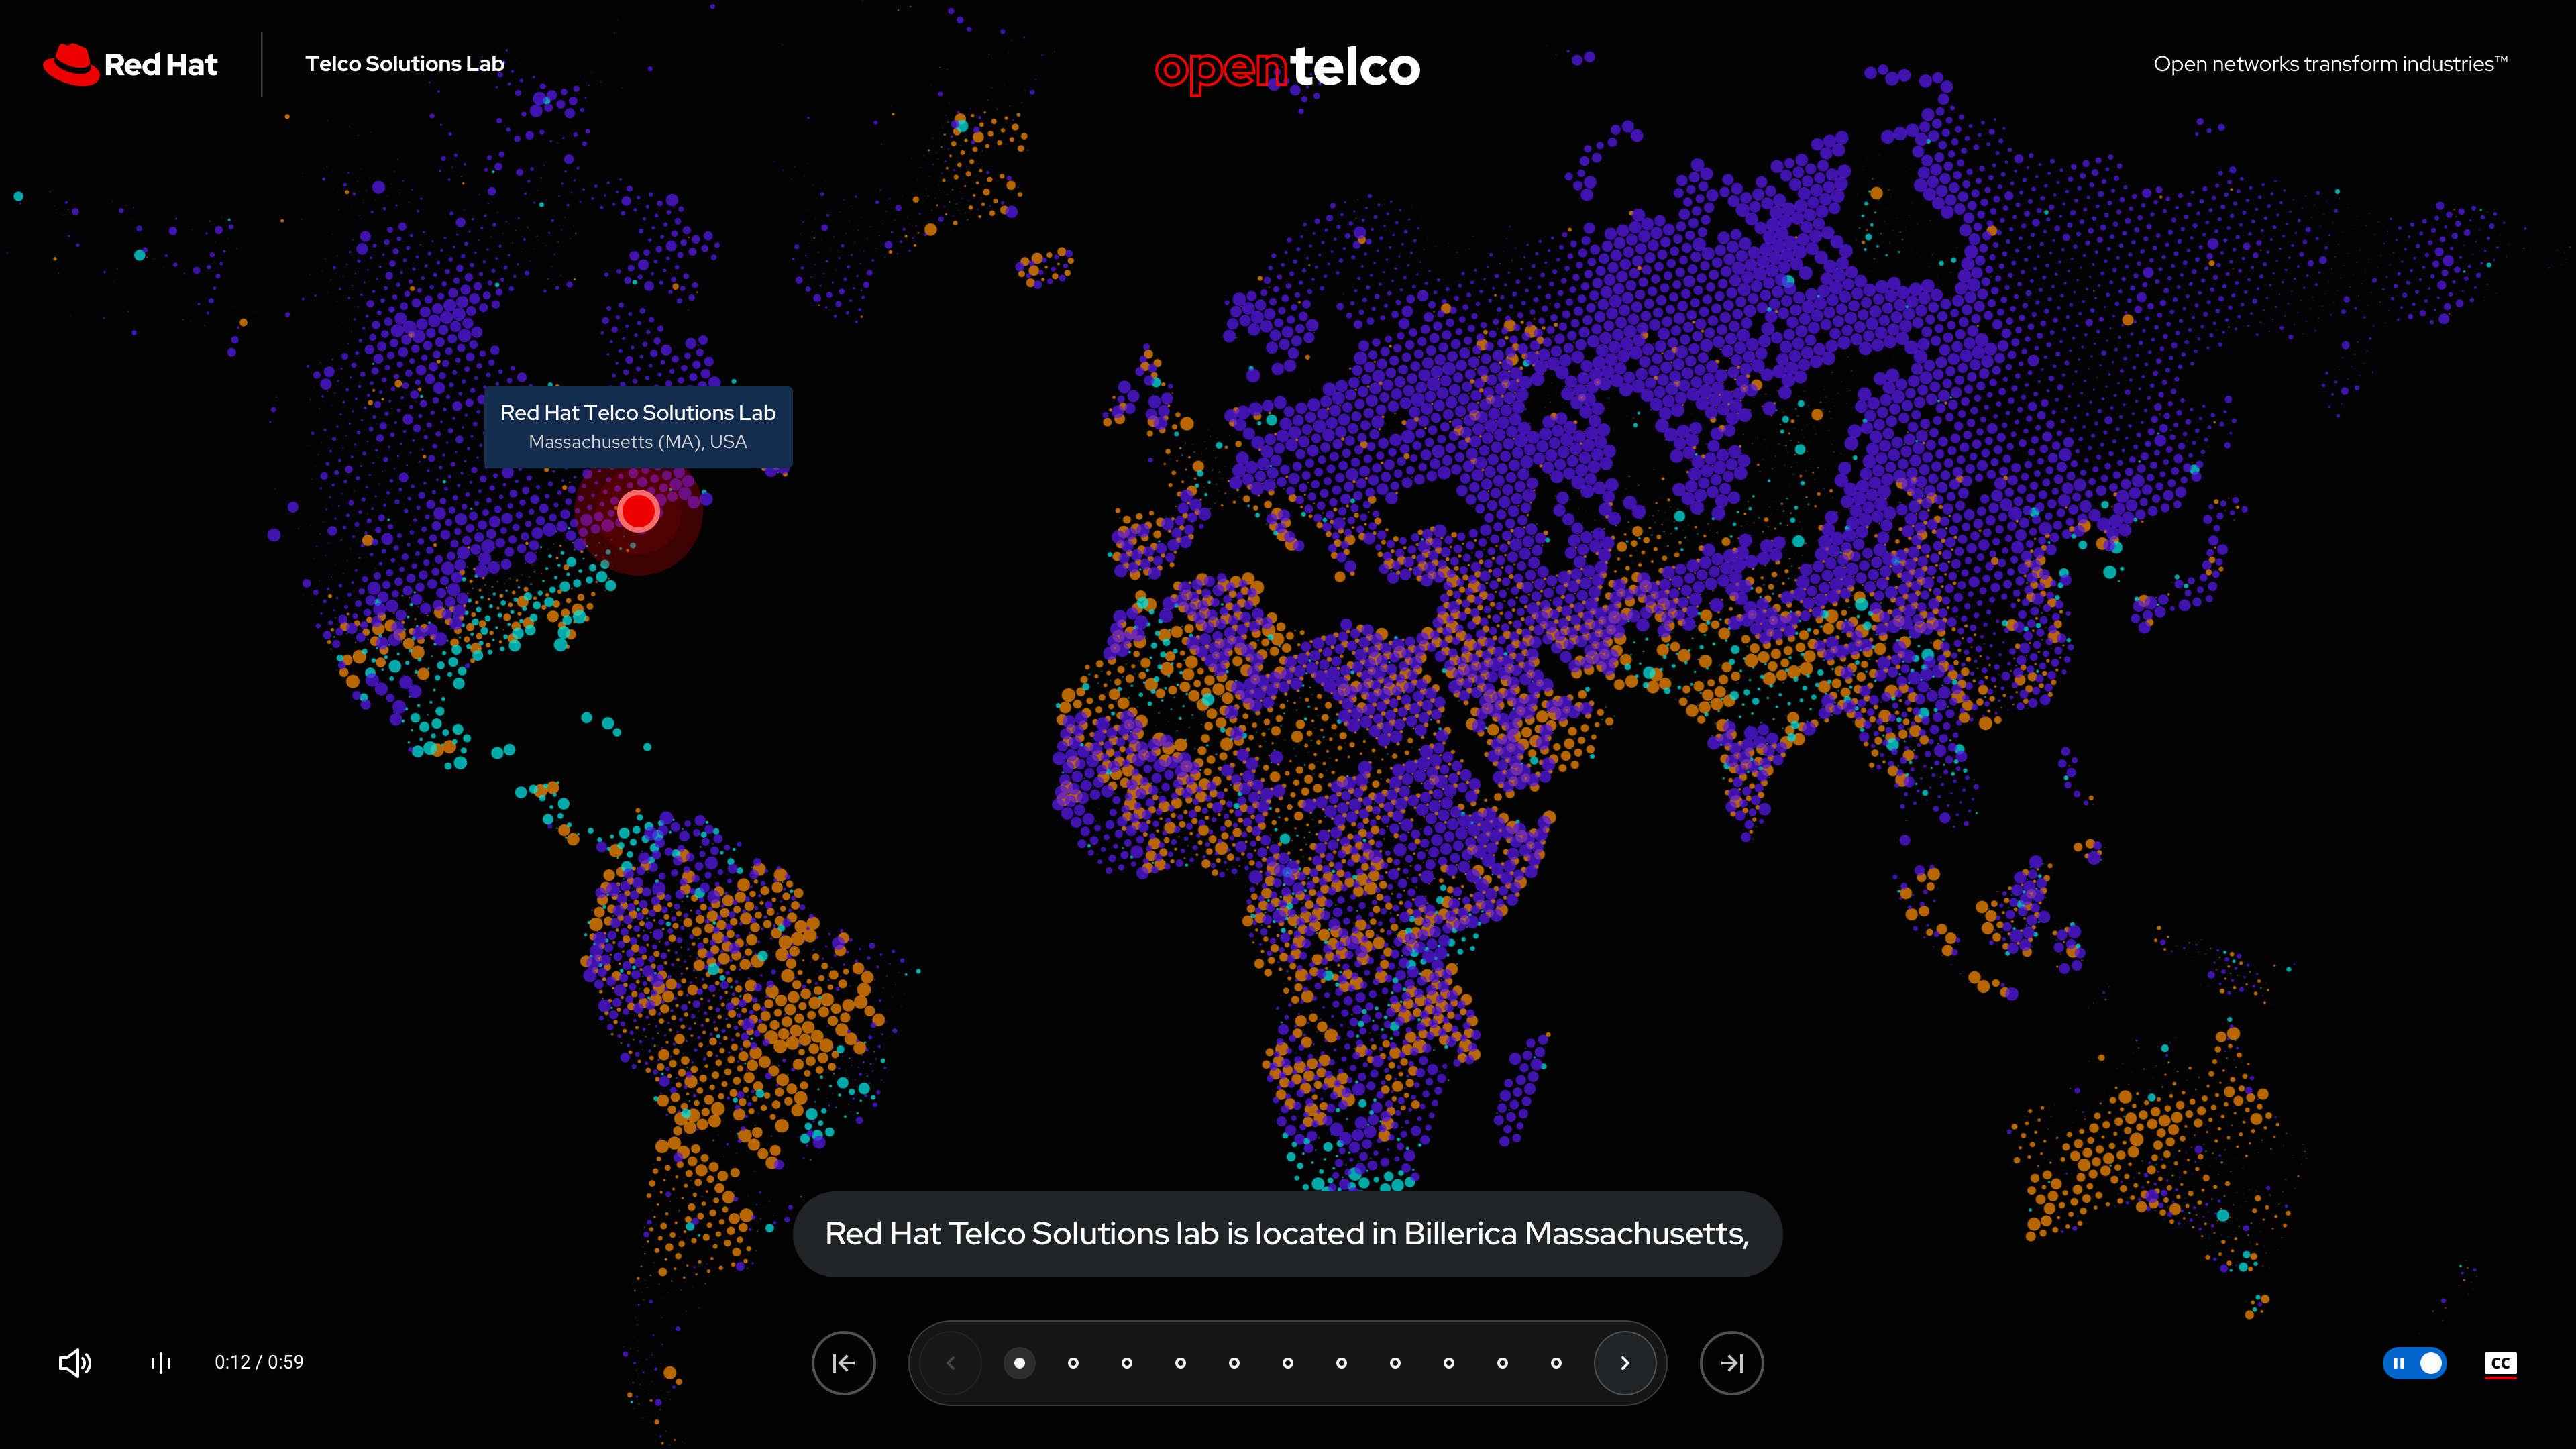 Red Hat
Telco Solutions Lab
opentelco
Open networks transform industries™
Red Hat Telco Solutions Lab
Massachusetts (MA), USA
Red Hat Telco Solutions lab is located in Billerica Massachusetts,
0:12 / 0:59
CC